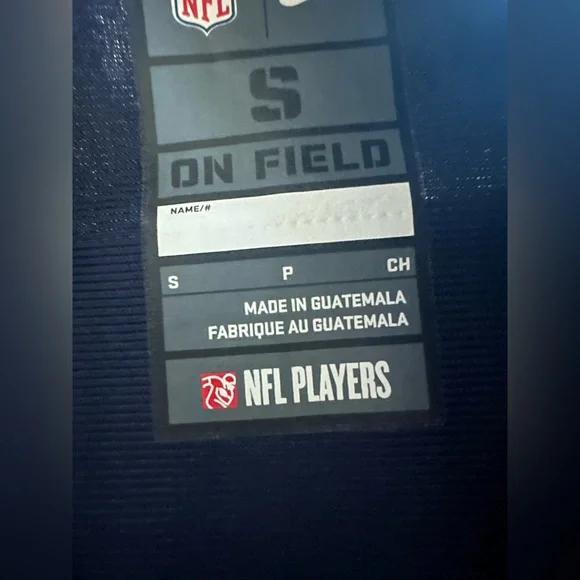 NFL
S
ON FIELD
NAME/#
S P CH
MADE IN GUATEMALA
FABRIQUE AU GUATEMALA
NFL PLAYERS